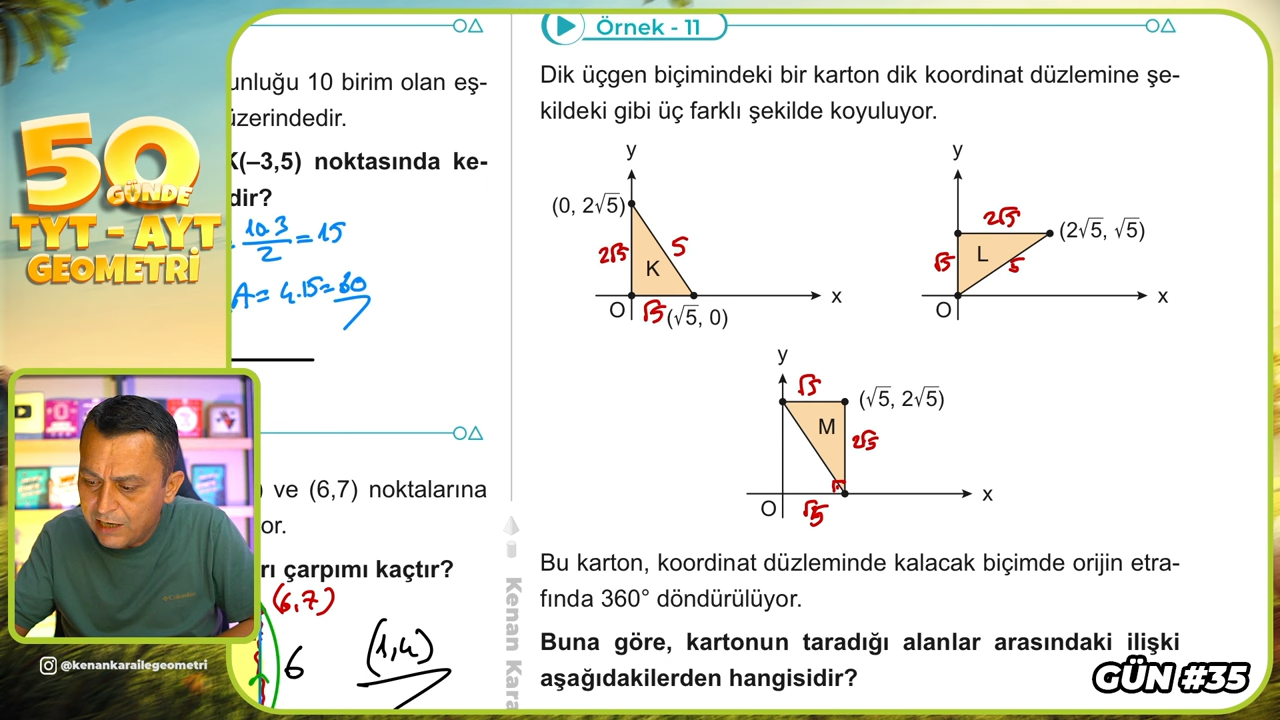 50
GÜNDE
TYT - AYT
GEOMETRİ
@kenankarailegeometri
unluğu 10 birim olan eş-
üzerindedir.
K(–3,5) noktasında ke-
dir?
10.3/2 = 15
A = 4.15 = 60
ve (6,7) noktalarına
or.
rı çarpımı kaçtır?
(6,7)
6
(1,4)
Örnek - 11
Dik üçgen biçimindeki bir karton dik koordinat düzlemine şe-
kildeki gibi üç farklı şekilde koyuluyor.
y
(0, 2√5)
2√5
5
K
O
√5
(√5, 0)
x
y
2√5
(2√5, √5)
√5
L
5
O
x
y
√5
(√5, 2√5)
M
2√5
O
√5
x
Bu karton, koordinat düzleminde kalacak biçimde orijin etra-
fında 360° döndürülüyor.
Buna göre, kartonun taradığı alanlar arasındaki ilişki
aşağıdakilerden hangisidir?
Kenan Kara
GÜN #35